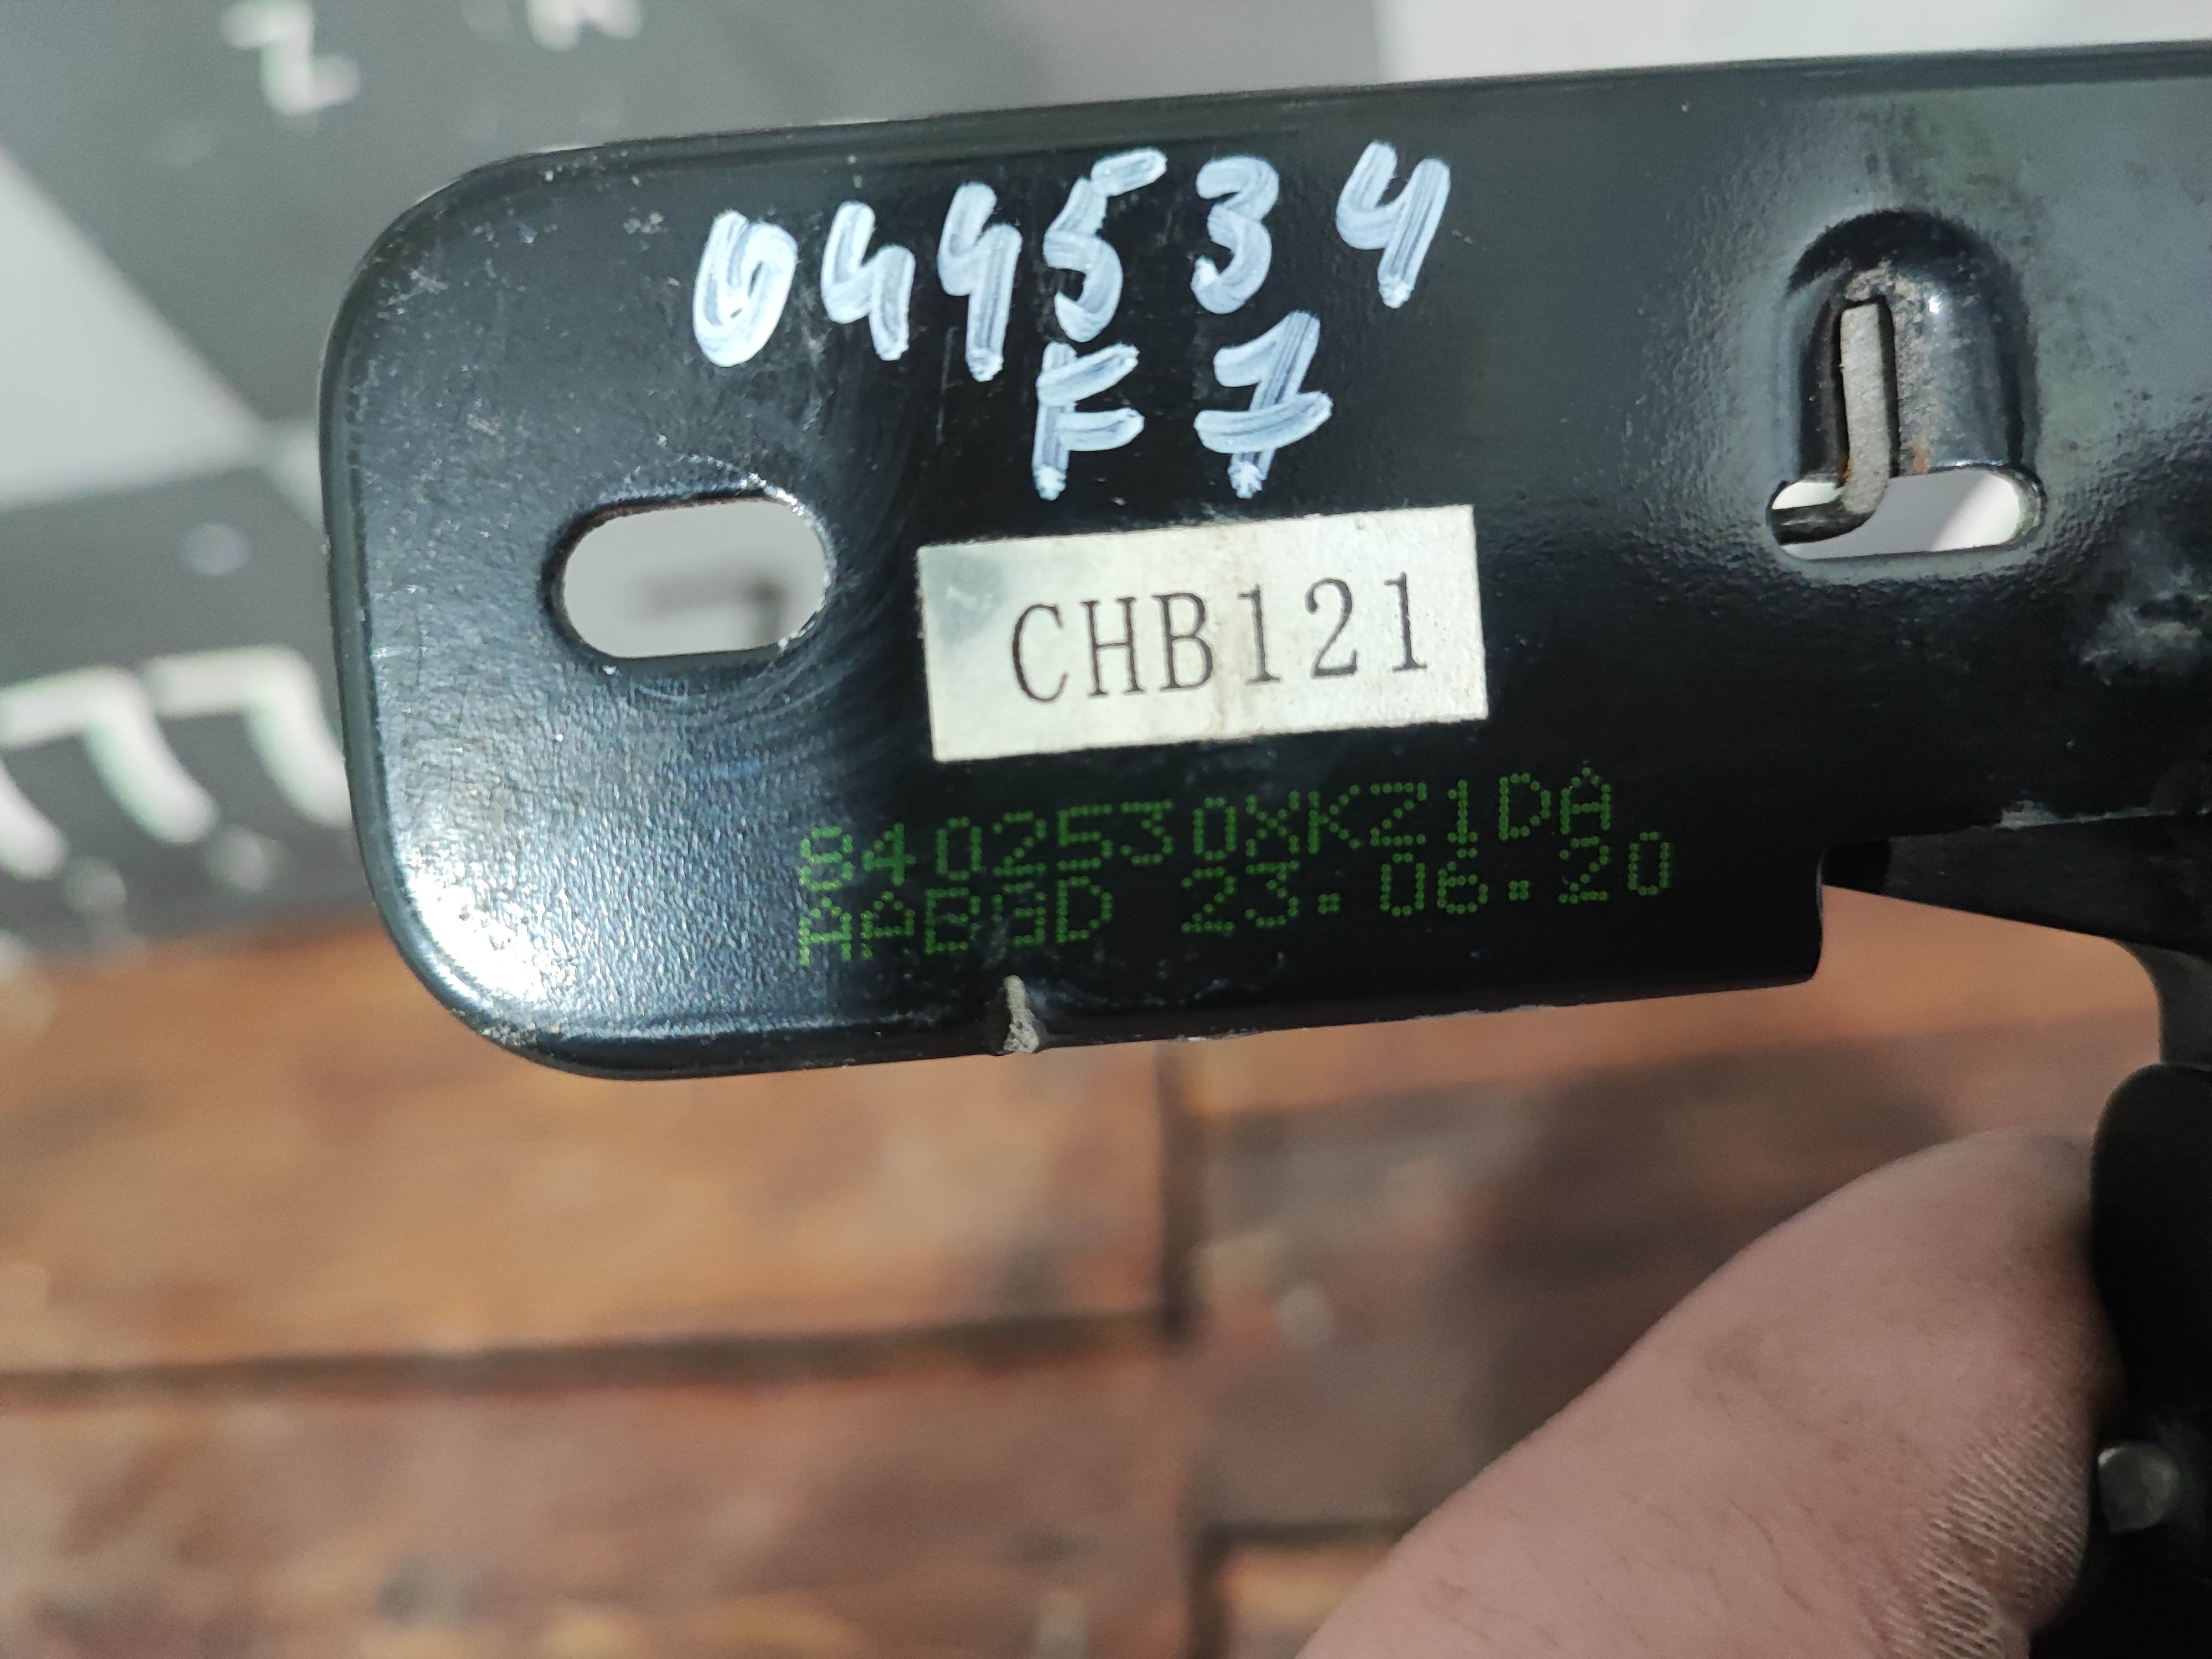 044534
F7
CHB121
8402530XKZ1DA
AABGD 23.06.20